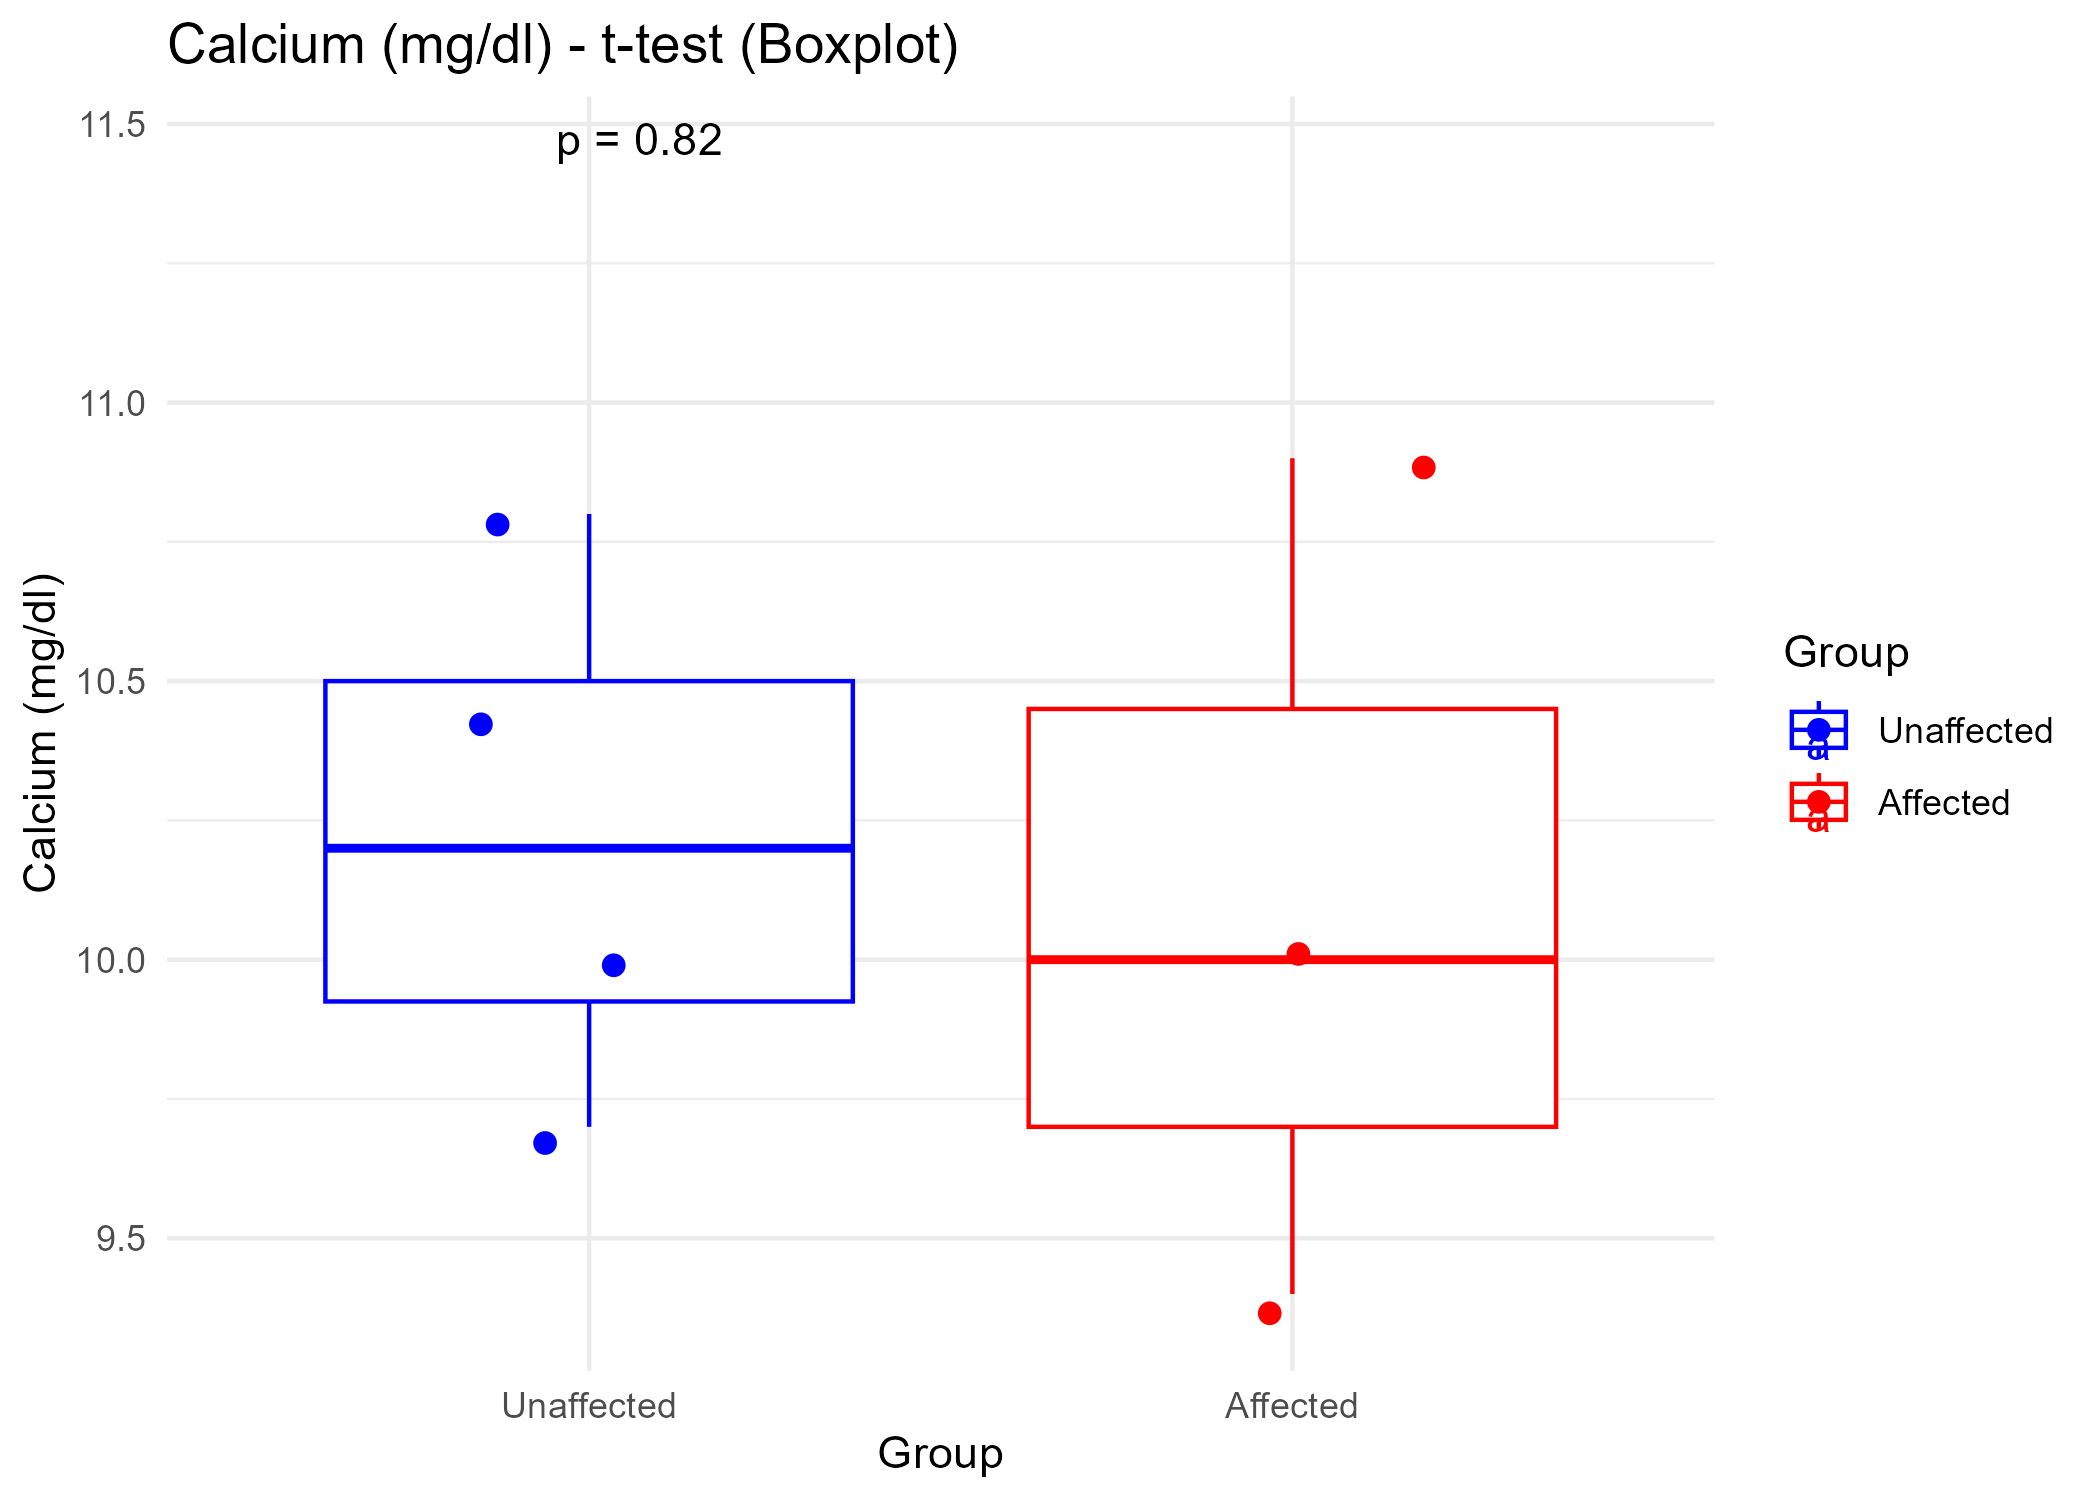 Calcium (mg/dl) - t-test (Boxplot)
p = 0.82
11.5
11.0
10.5
10.0
9.5
Calcium (mg/dl)
Unaffected
Affected
Group
Group
a
Unaffected
a
Affected